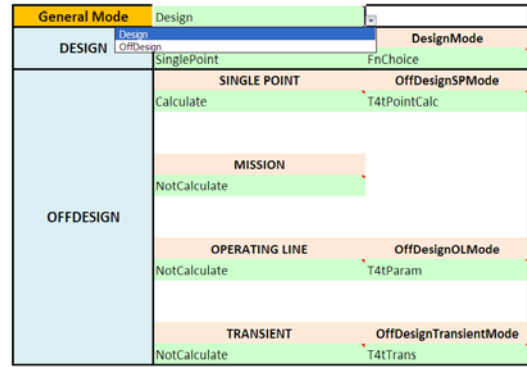 General Mode Design
Design
DESIGN OffDesign DesignMode
SinglePoint FnChoice
SINGLE POINT OffDesignSPMode
Calculate T4tPointCalc
MISSION
NotCalculate
OFFDESIGN
OPERATING LINE OffDesignOLMode
NotCalculate T4tParam
TRANSIENT OffDesignTransientMode
NotCalculate T4tTrans